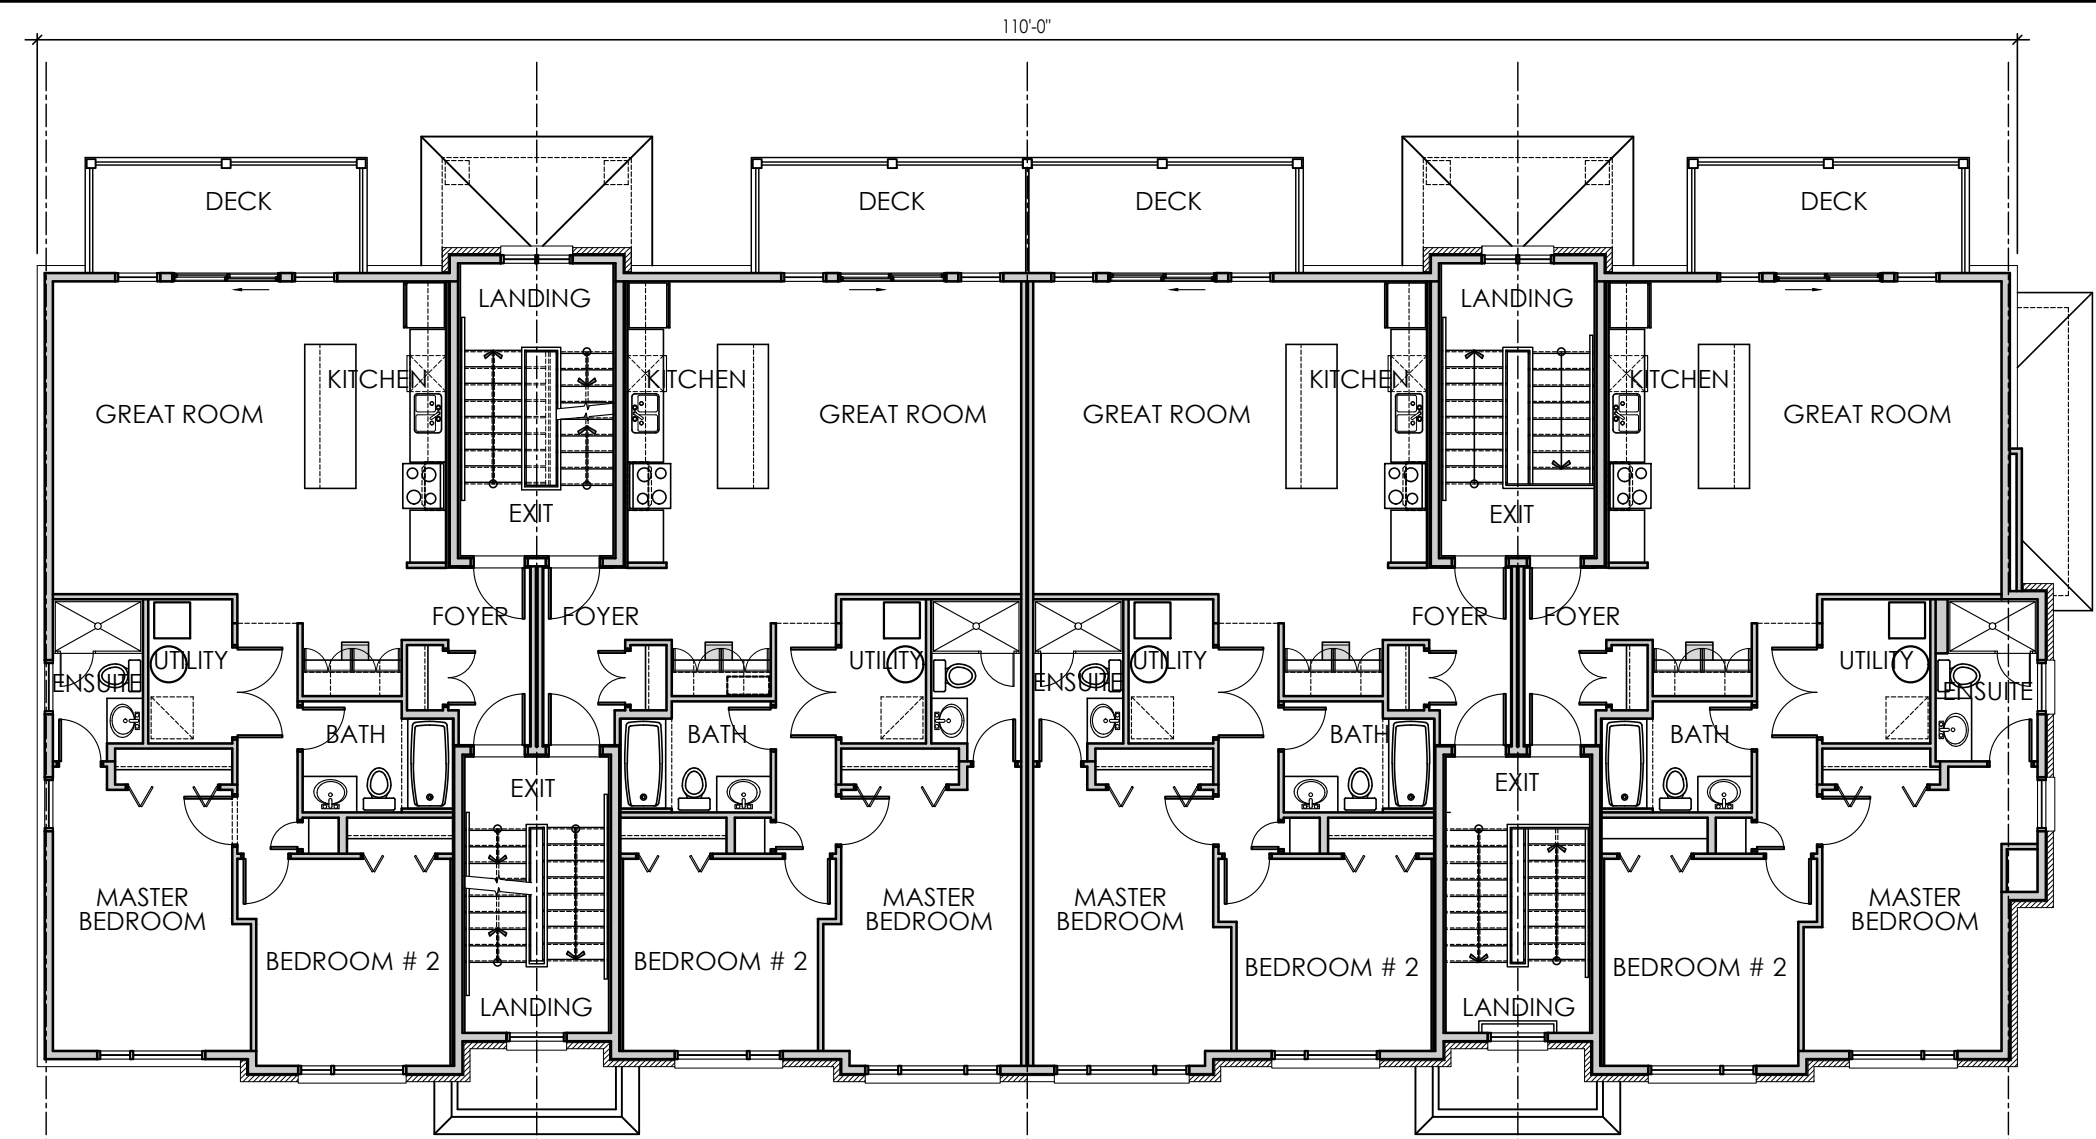 110'-0"
DECK
DECK
DECK
DECK
LANDING
LANDING
KITCHEN
KITCHEN
KITCHEN
KITCHEN
GREAT ROOM
GREAT ROOM
GREAT ROOM
GREAT ROOM
EXIT
EXIT
FOYER
FOYER
FOYER
FOYER
UTILITY
UTILITY
UTILITY
UTILITY
ENSUITE
ENSUITE
ENSUITE
BATH
BATH
BATH
BATH
EXIT
EXIT
MASTER
BEDROOM
MASTER
BEDROOM
MASTER
BEDROOM
MASTER
BEDROOM
BEDROOM # 2
BEDROOM # 2
BEDROOM # 2
BEDROOM # 2
LANDING
LANDING